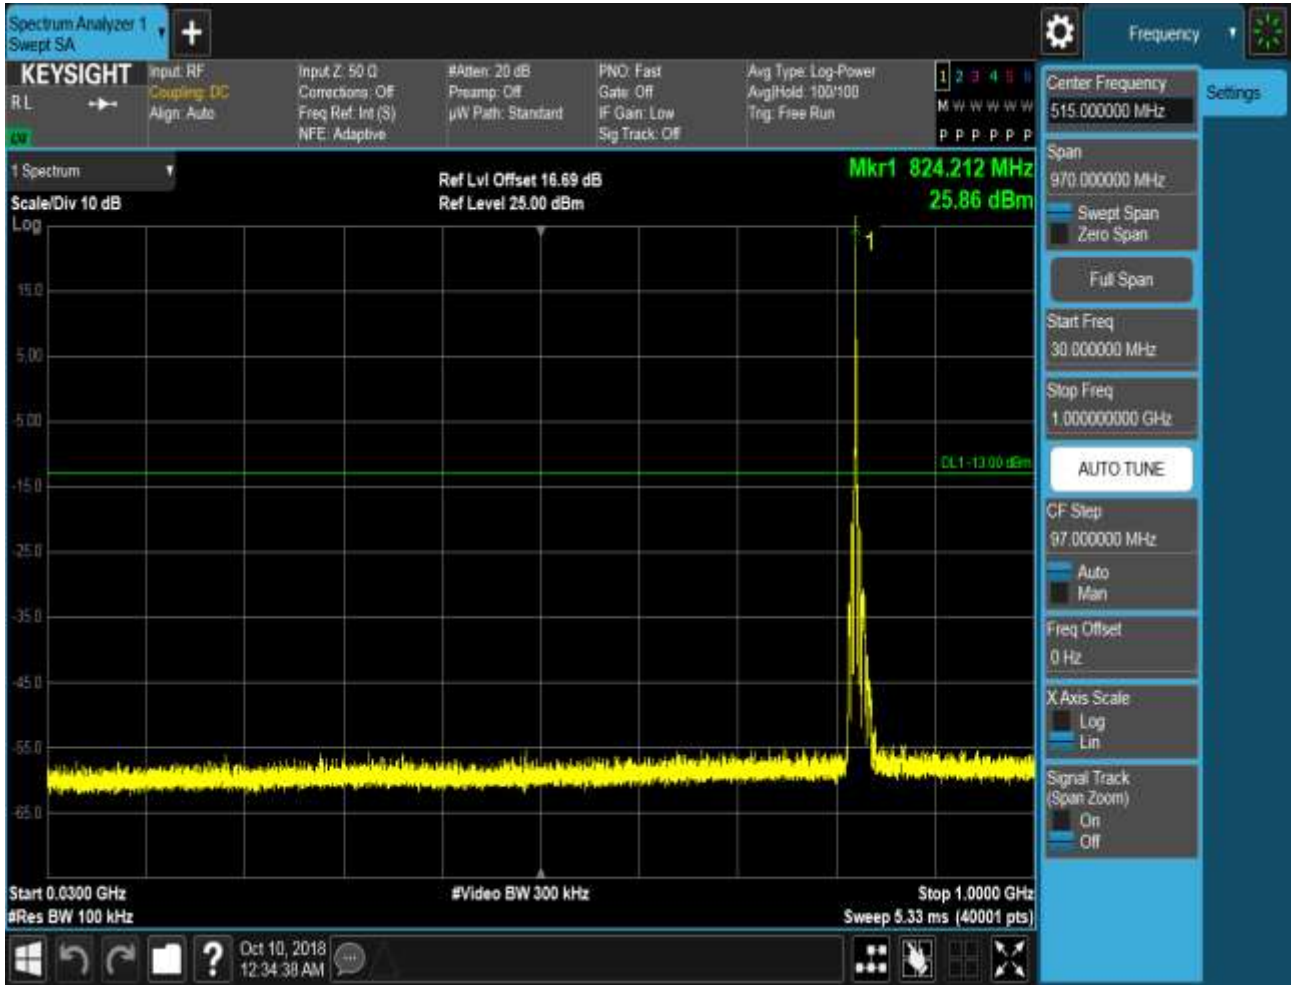 Spectrum Analyzer 1
Swept SA
Frequency
KEYSIGHT
R L
Input: RF
Coupling: DC
Align: Auto
Input Z: 50 Ω
Corrections: Off
Freq Ref: Int (S)
NFE: Adaptive
#Atten: 20 dB
Preamp: Off
µW Path: Standard
PNO: Fast
Gate: Off
IF Gain: Low
Sig Track: Off
Avg Type: Log-Power
Avg|Hold: 100/100
Trig: Free Run
1 2 3 4 5 6
M W W W W W
P P P P P P
1 Spectrum
Scale/Div 10 dB
Log
Ref Lvl Offset 16.69 dB
Ref Level 25.00 dBm
Mkr1 824.212 MHz
25.86 dBm
1
15.0
5.00
-5.00
DL1 -13.00 dBm
-15.0
-25.0
-35.0
-45.0
-55.0
-65.0
Start 0.0300 GHz
#Video BW 300 kHz
Stop 1.0000 GHz
#Res BW 100 kHz
Sweep 5.33 ms (40001 pts)
Oct 10, 2018
12:34:38 AM
Center Frequency
515.000000 MHz
Settings
Span
970.000000 MHz
Swept Span
Zero Span
Full Span
Start Freq
30.000000 MHz
Stop Freq
1.000000000 GHz
AUTO TUNE
CF Step
97.000000 MHz
Auto
Man
Freq Offset
0 Hz
X Axis Scale
Log
Lin
Signal Track
(Span Zoom)
On
Off